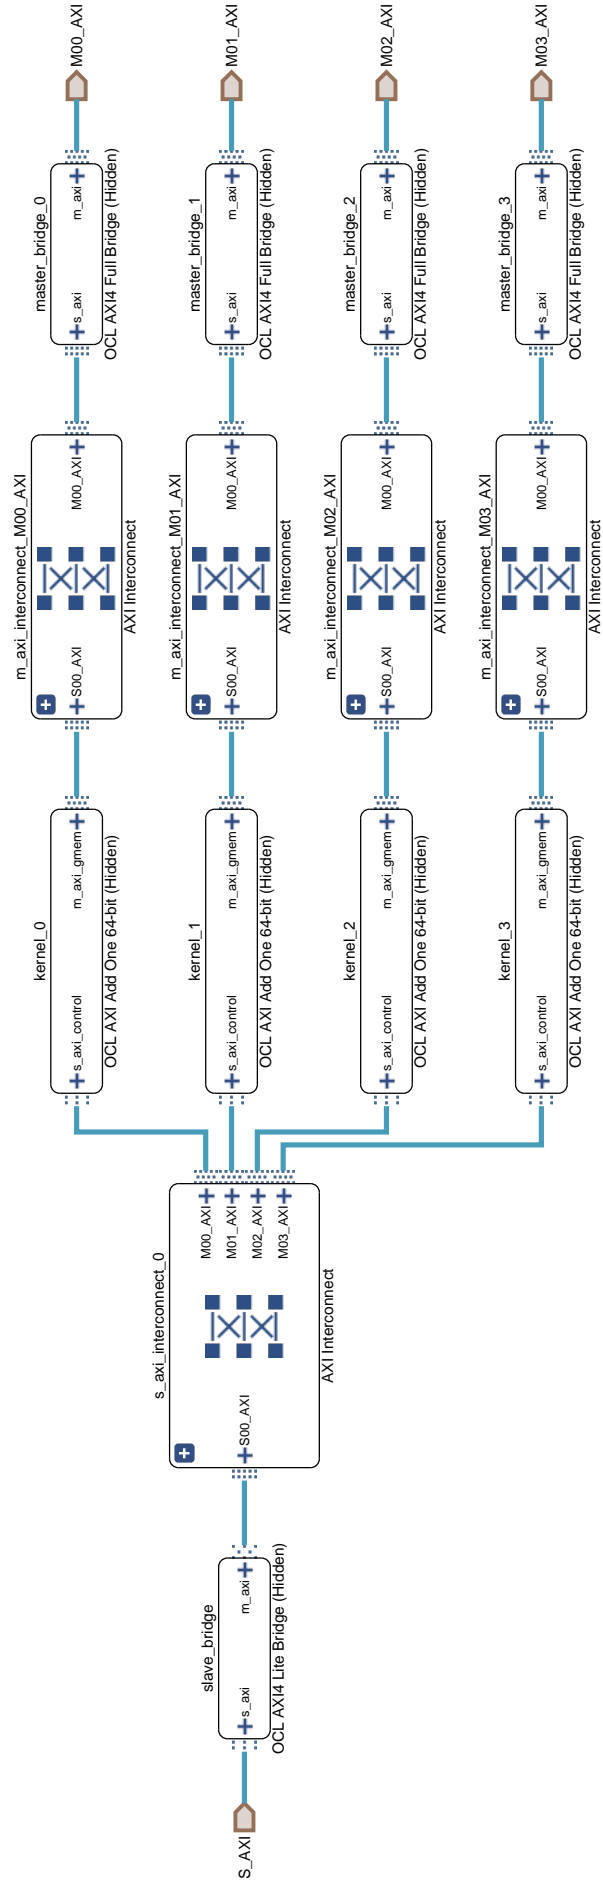 S_AXI
slave_bridge
s_axi
m_axi
OCL AXI4 Lite Bridge (Hidden)
s_axi_interconnect_0
S00_AXI
M00_AXI
M01_AXI
M02_AXI
M03_AXI
AXI Interconnect
kernel_0
s_axi_control
m_axi_gmem
OCL AXI Add One 64-bit (Hidden)
m_axi_interconnect_M00_AXI
S00_AXI
M00_AXI
AXI Interconnect
master_bridge_0
s_axi
m_axi
OCL AXI4 Full Bridge (Hidden)
M00_AXI
kernel_1
s_axi_control
m_axi_gmem
OCL AXI Add One 64-bit (Hidden)
m_axi_interconnect_M01_AXI
S00_AXI
M00_AXI
AXI Interconnect
master_bridge_1
s_axi
m_axi
OCL AXI4 Full Bridge (Hidden)
M01_AXI
kernel_2
s_axi_control
m_axi_gmem
OCL AXI Add One 64-bit (Hidden)
m_axi_interconnect_M02_AXI
S00_AXI
M00_AXI
AXI Interconnect
master_bridge_2
s_axi
m_axi
OCL AXI4 Full Bridge (Hidden)
M02_AXI
kernel_3
s_axi_control
m_axi_gmem
OCL AXI Add One 64-bit (Hidden)
m_axi_interconnect_M03_AXI
S00_AXI
M00_AXI
AXI Interconnect
master_bridge_3
s_axi
m_axi
OCL AXI4 Full Bridge (Hidden)
M03_AXI